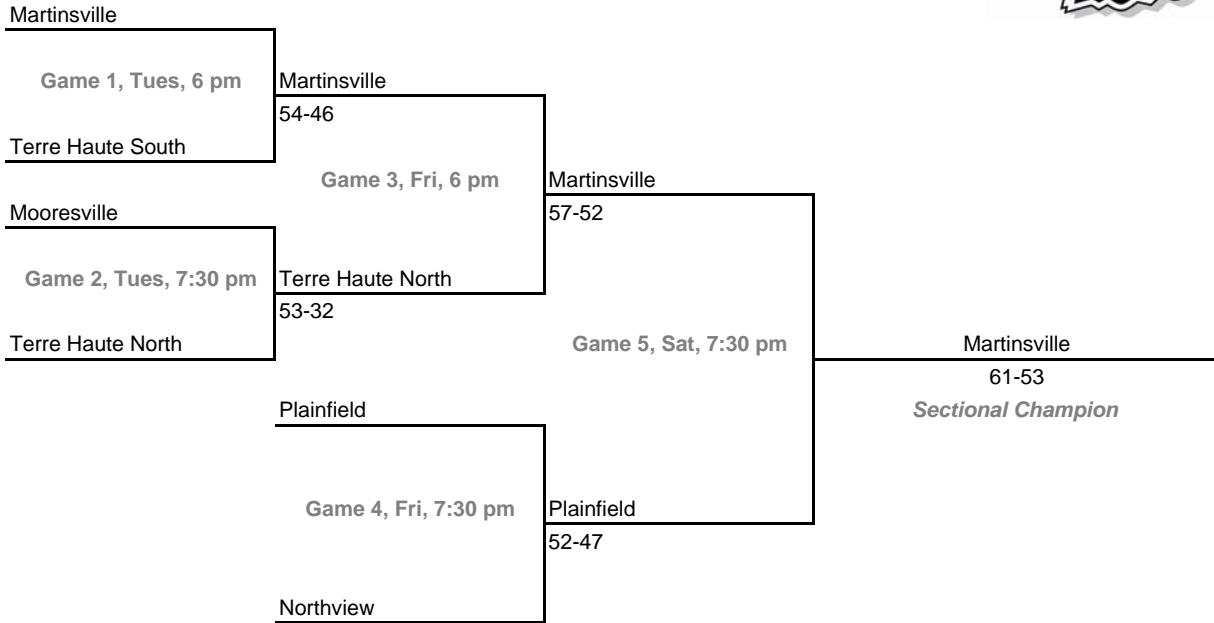 Martinsville
Game 1, Tues, 6 pm
Martinsville
54-46
Terre Haute South
Game 3, Fri, 6 pm
Martinsville
57-52
Mooresville
Game 2, Tues, 7:30 pm
Terre Haute North
53-32
Terre Haute North
Game 5, Sat, 7:30 pm
Martinsville
61-53
Sectional Champion
Plainfield
Game 4, Fri, 7:30 pm
Plainfield
52-47
Northview